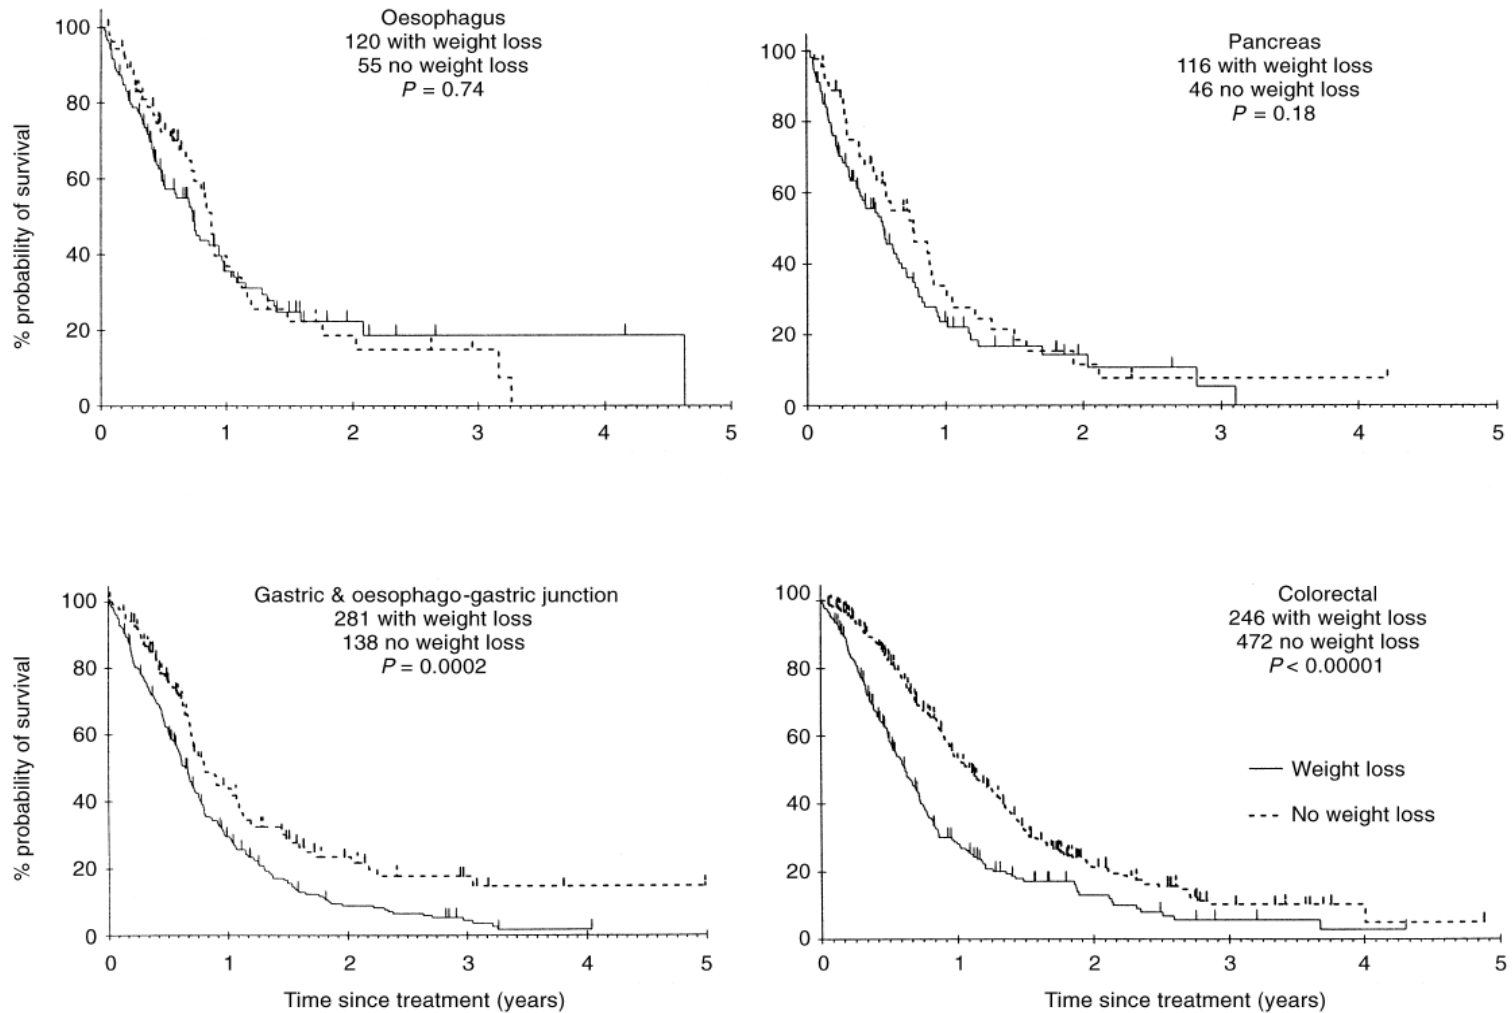 Oesophagus
120 with weight loss
55 no weight loss
P = 0.74
% probability of survival
100
80
60
40
20
0
0 1 2 3 4 5
Pancreas
116 with weight loss
46 no weight loss
P = 0.18
100
80
60
40
20
0
0 1 2 3 4 5
Gastric & oesophago-gastric junction
281 with weight loss
138 no weight loss
P = 0.0002
% probability of survival
100
80
60
40
20
0
0 1 2 3 4 5
Time since treatment (years)
Colorectal
246 with weight loss
472 no weight loss
P < 0.00001
Weight loss
No weight loss
100
80
60
40
20
0
0 1 2 3 4 5
Time since treatment (years)